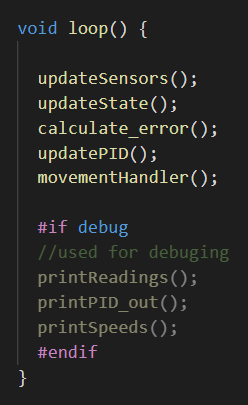 void loop() {
updateSensors();
updateState();
calculate_error();
updatePID();
movementHandler();
#if debug
//used for debuging
printReadings();
printPID_out();
printSpeeds();
#endif
}